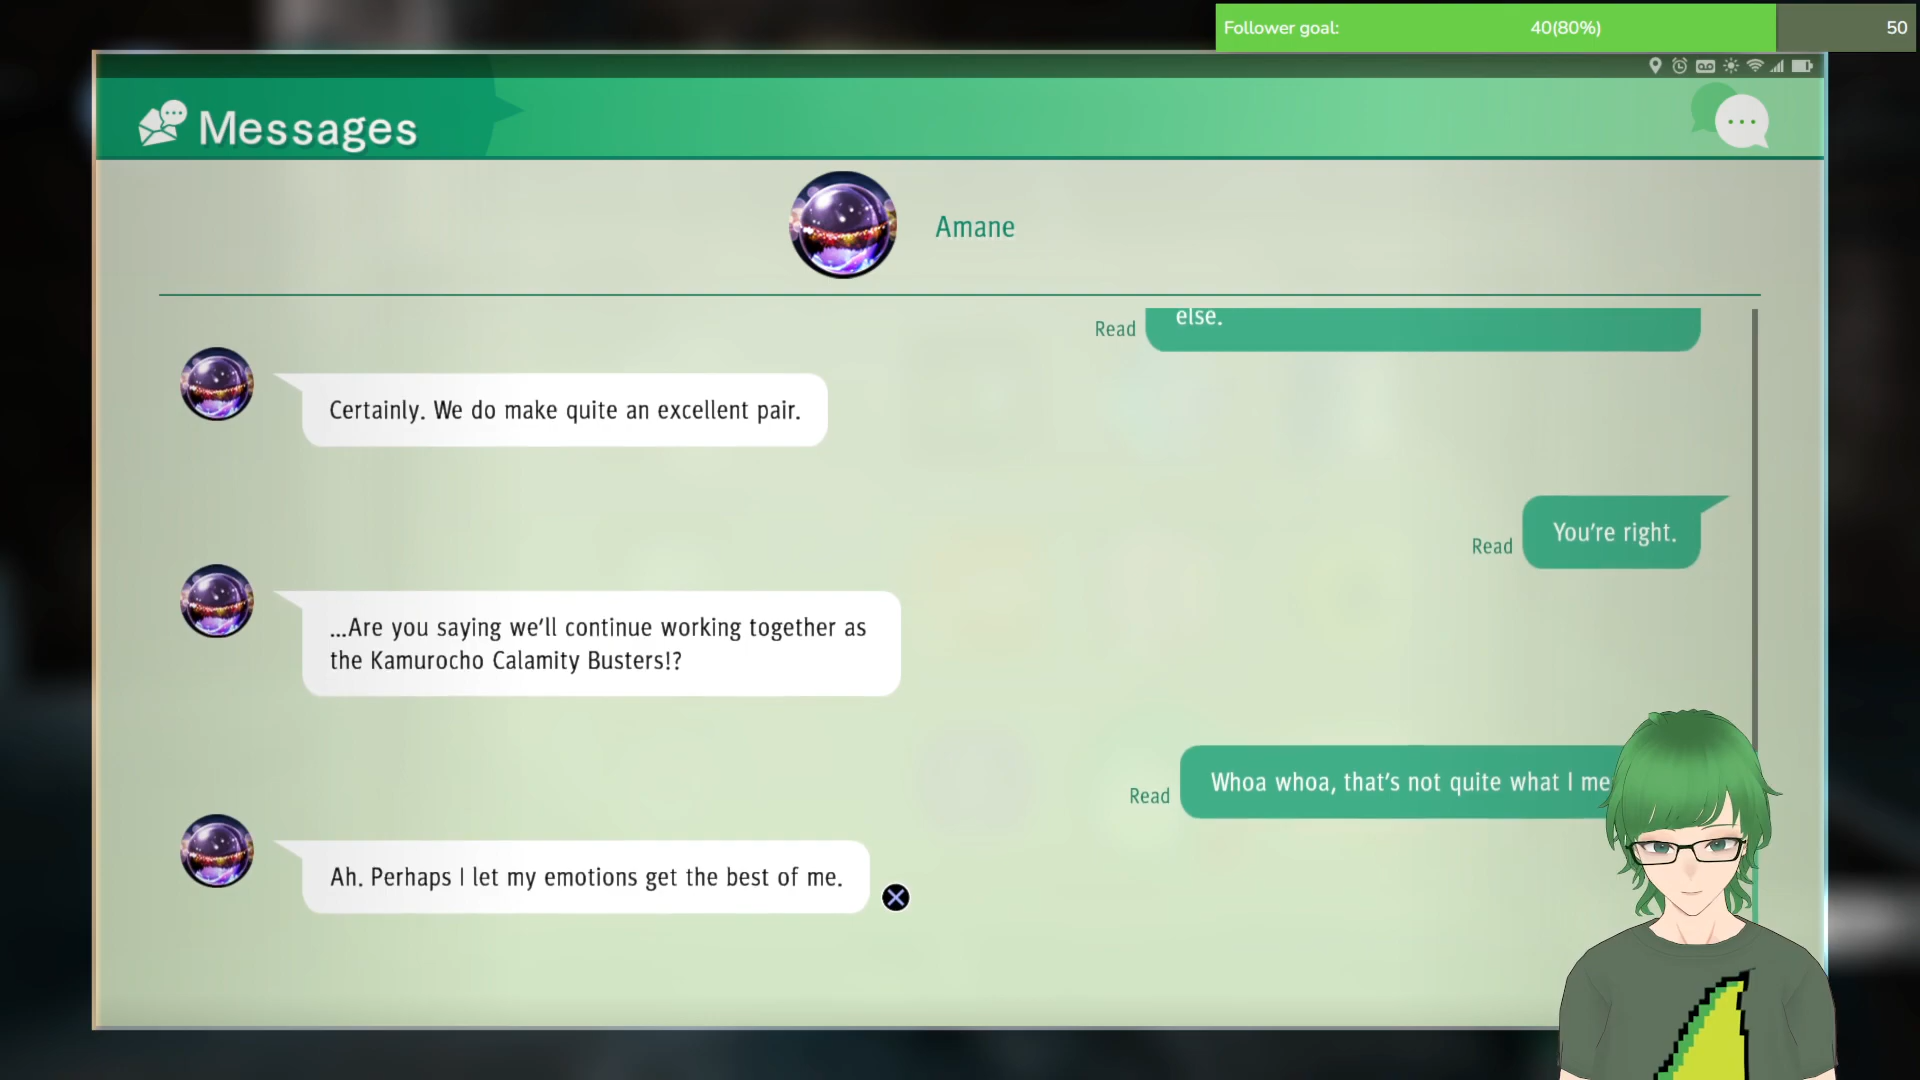 Follower goal: 40(80%) 50
Messages
Amane
else.
Read
Certainly. We do make quite an excellent pair.
You're right.
Read
...Are you saying we'll continue working together as
the Kamurocho Calamity Busters!?
Whoa whoa, that's not quite what I
Read
Ah. Perhaps I let my emotions get the best of me.